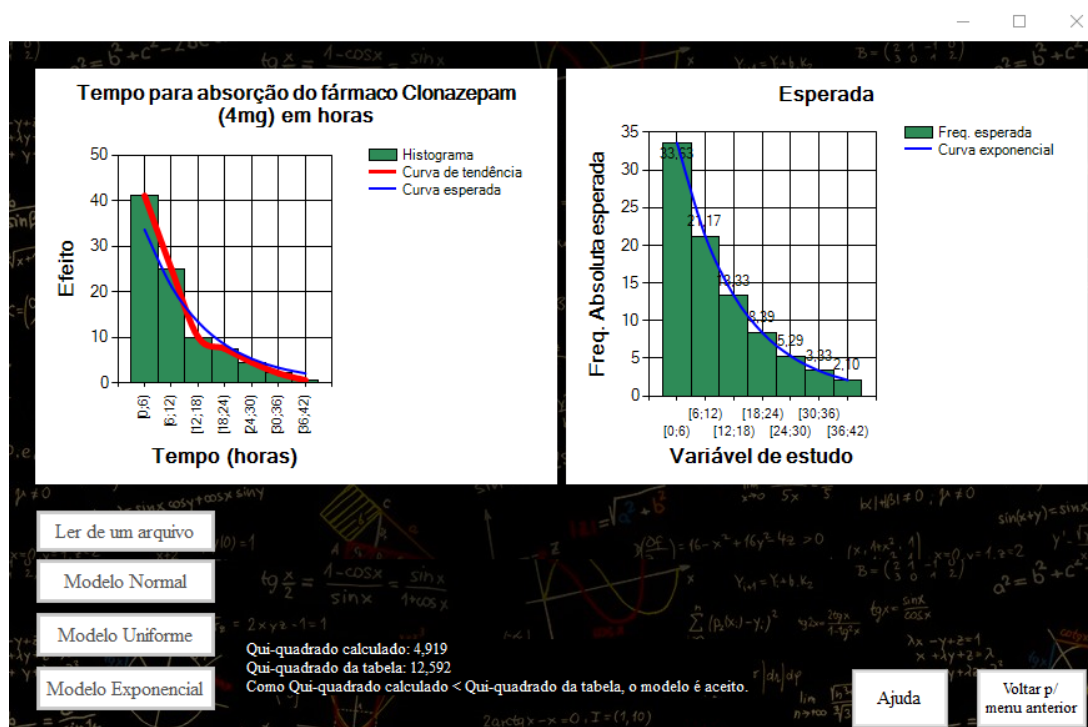 Tempo para absorção do fármaco Clonazepam
(4mg) em horas
Histograma
Curva de tendência
Curva esperada
Efeito
50
40
30
20
10
0
[0;6)
[6;12)
[12;18)
[18;24)
[24;30)
[30;36)
[36;42)
Tempo (horas)
Esperada
Freq. esperada
Curva exponencial
Freq. Absoluta esperada
35
30
25
20
15
10
5
0
33,63
21,17
13,33
8,39
5,29
3,33
2,10
[6;12) [18;24) [30;36)
[0;6) [12;18) [24;30) [36;42)
Variável de estudo
Ler de um arquivo
Modelo Normal
Modelo Uniforme
Modelo Exponencial
Qui-quadrado calculado: 4,919
Qui-quadrado da tabela: 12,592
Como Qui-quadrado calculado < Qui-quadrado da tabela, o modelo é aceito.
Ajuda
Voltar p/
menu anterior